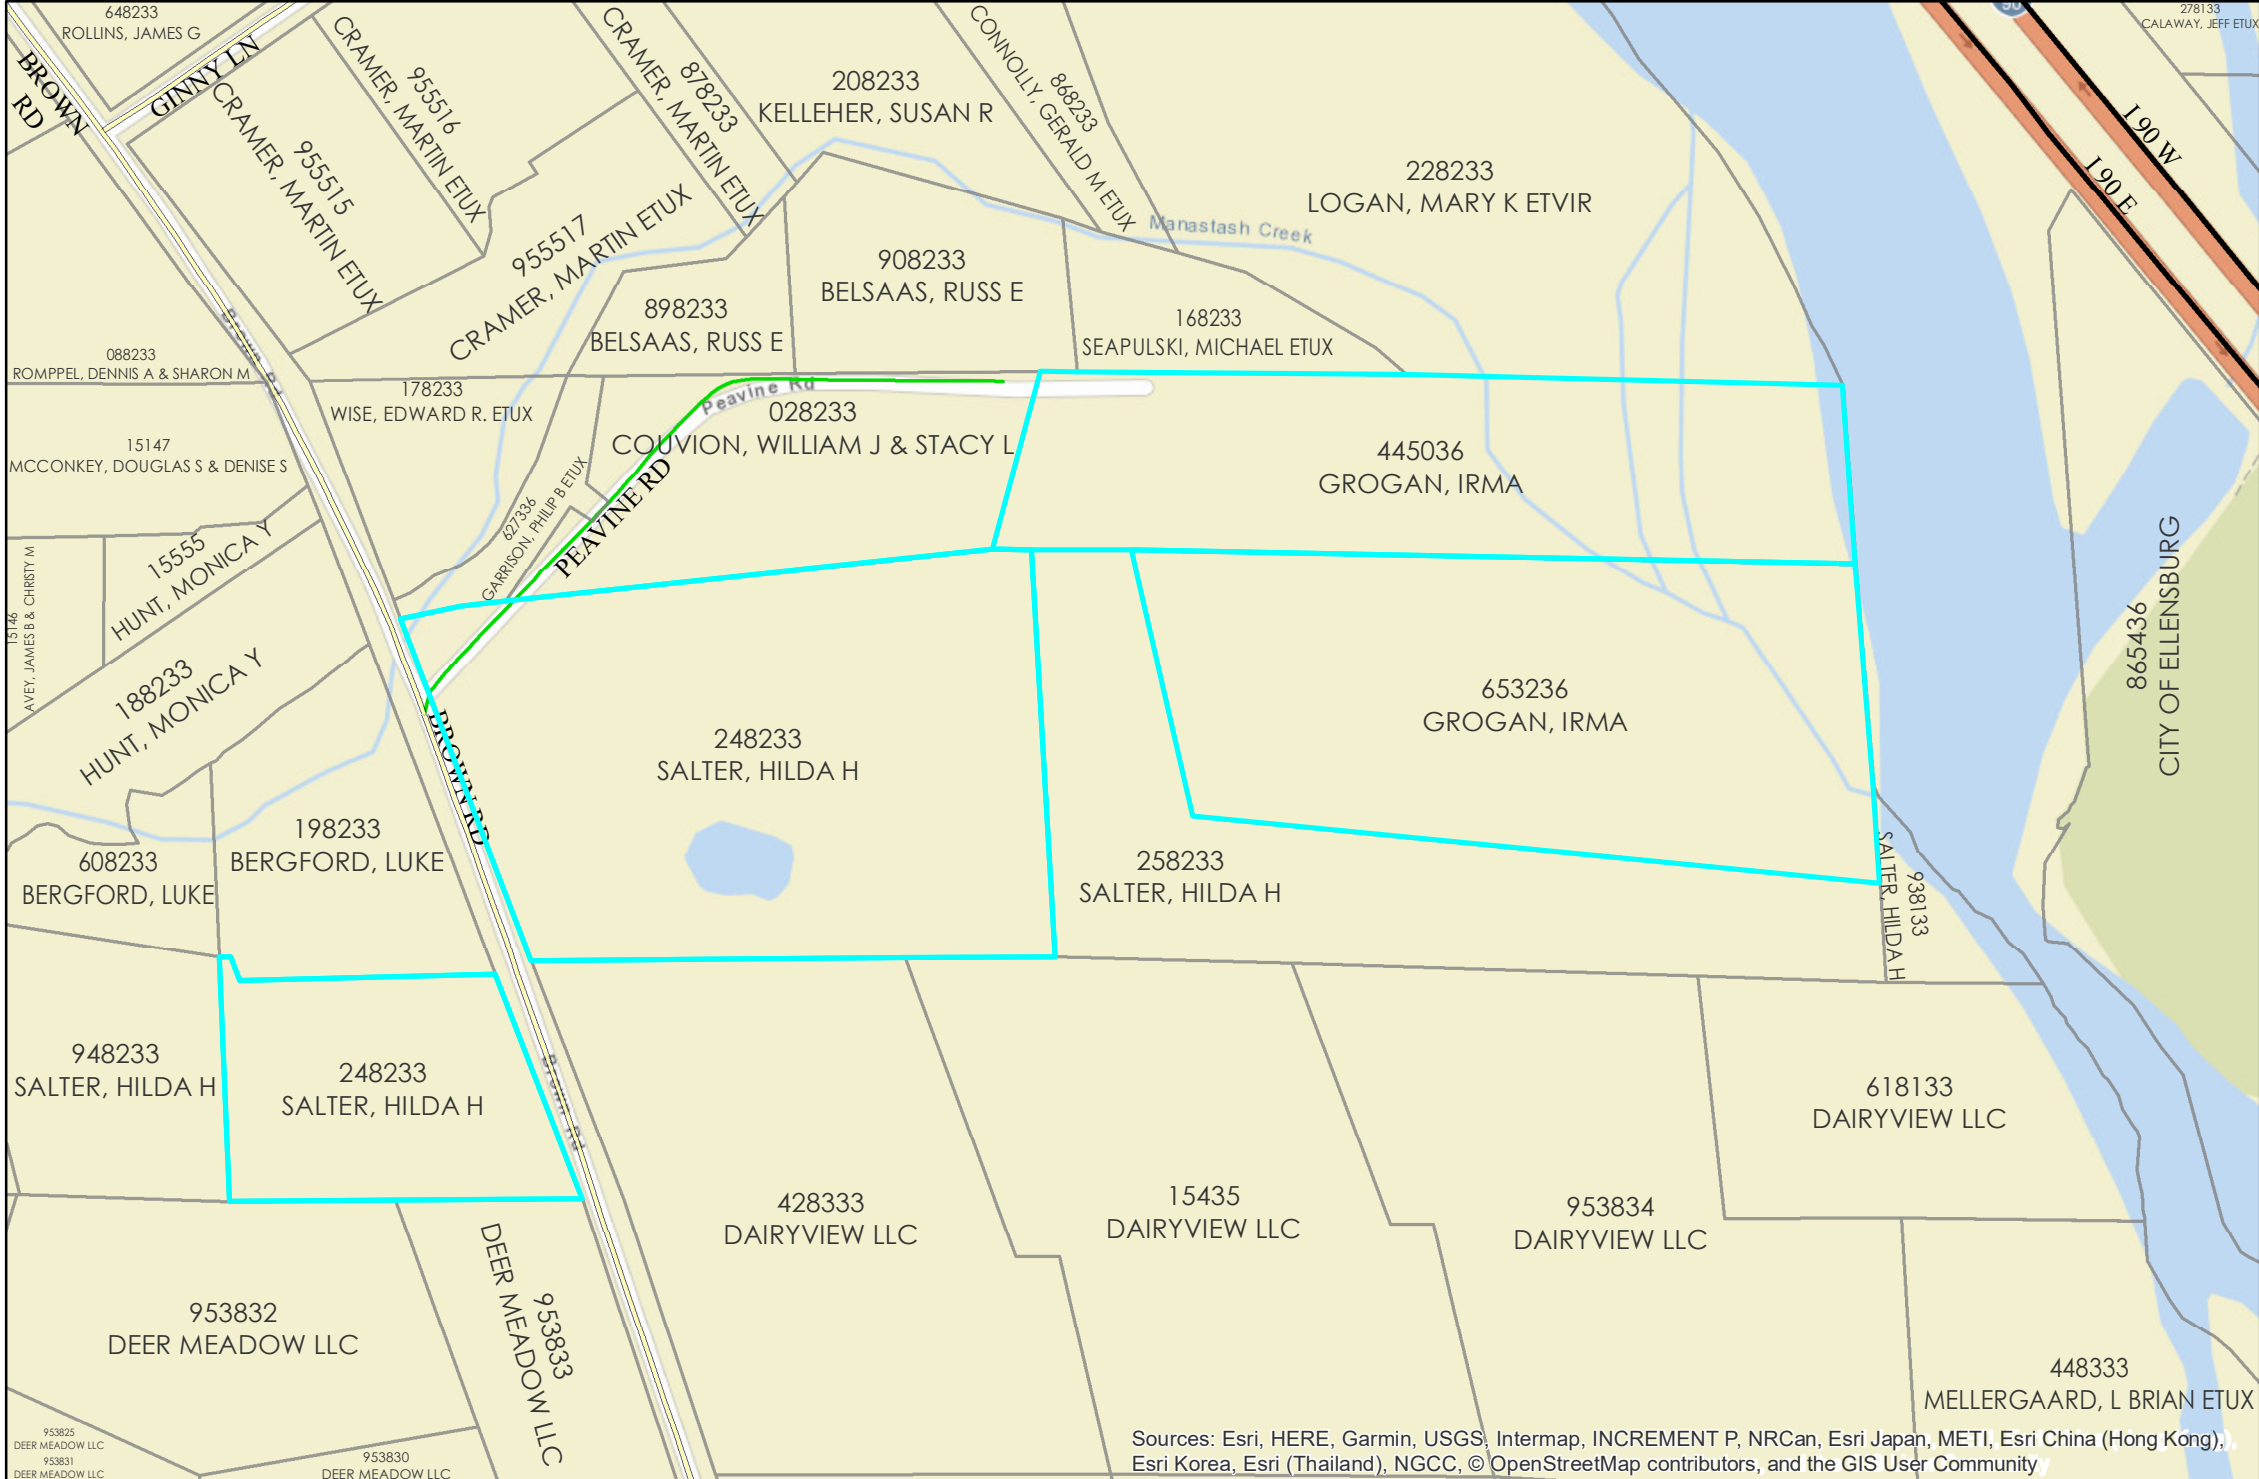 648233
ROLLINS, JAMES G
BROWN
RD
GINNY LN
955515
CRAMER, MARTIN ETUX
955516
CRAMER, MARTIN ETUX
955517
CRAMER, MARTIN ETUX
878233
CRAMER, MARTIN ETUX
208233
KELLEHER, SUSAN R
868233
CONNOLLY, GERALD M ETUX
228233
LOGAN, MARY K ETVIR
90
I 90 W
I 90 E
278133
CALAWAY, JEFF ETUX
Manastash Creek
908233
BELSAAS, RUSS E
898233
BELSAAS, RUSS E
168233
SEAPULSKI, MICHAEL ETUX
Brown Rd
088233
ROMPPEL, DENNIS A & SHARON M
178233
WISE, EDWARD R. ETUX
Peavine Rd
028233
COUVION, WILLIAM J & STACY L
15147
MCCONKEY, DOUGLAS S & DENISE S
445036
GROGAN, IRMA
627336
GARRISON, PHILIP B ETUX
PEAVINE RD
15555
HUNT, MONICA Y
15146
AVEY, JAMES B & CHRISTY M
188233
HUNT, MONICA Y
865436
CITY OF ELLENSBURG
BROWN RD
248233
SALTER, HILDA H
653236
GROGAN, IRMA
198233
BERGFORD, LUKE
608233
BERGFORD, LUKE
258233
SALTER, HILDA H
938133
SALTER, HILDA H
948233
SALTER, HILDA H
248233
SALTER, HILDA H
Brown Rd
618133
DAIRYVIEW LLC
428333
DAIRYVIEW LLC
15435
DAIRYVIEW LLC
953834
DAIRYVIEW LLC
953832
DEER MEADOW LLC
953833
DEER MEADOW LLC
448333
MELLERGAARD, L BRIAN ETUX
953825
DEER MEADOW LLC
953831
DEER MEADOW LLC
953830
DEER MEADOW LLC
Sources: Esri, HERE, Garmin, USGS, Intermap, INCREMENT P, NRCan, Esri Japan, METI, Esri China (Hong Kong),
Esri Korea, Esri (Thailand), NGCC, © OpenStreetMap contributors, and the GIS User Community